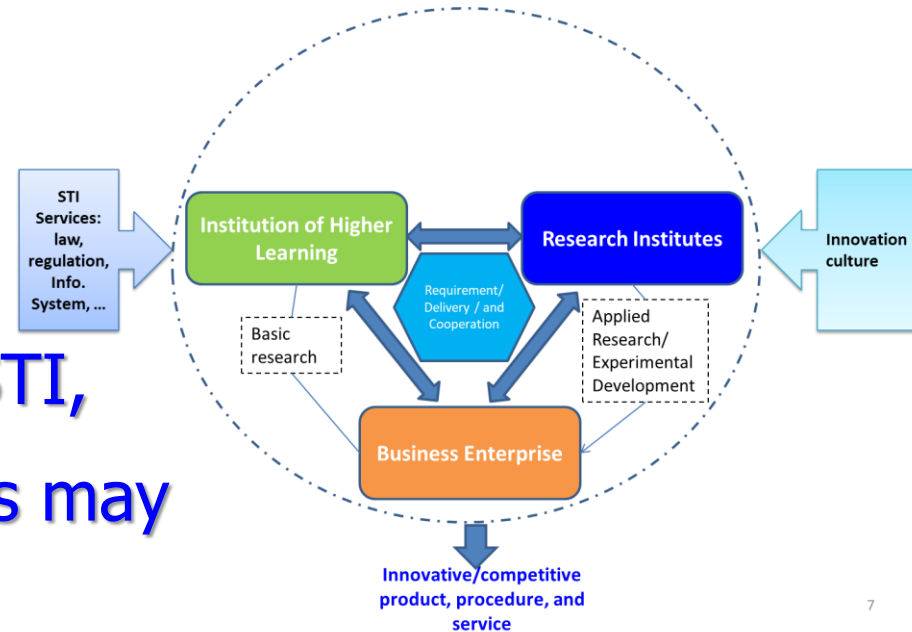 STI
Services:
law,
regulation,
Info.
System, ...
Institution of Higher
Learning
Research Institutes
Innovation
culture
Requirement/
Delivery / and
Cooperation
Basic
research
Applied
Research/
Experimental
Development
STI,
s may
Business Enterprise
Innovative/competitive
product, procedure, and
service
7